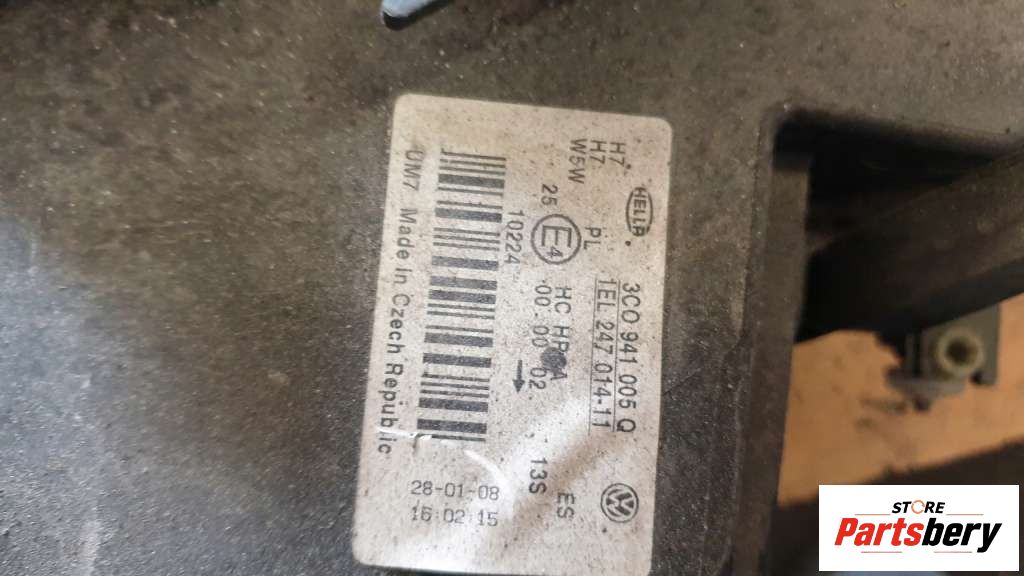 H7
H7
W5W
HELLA
PL
3C0 941 005 Q
1EL 247 014-11
25 E4 HC HR A
10224
00.00 02
→
ES
13S
DM7 Made in Czech Republic
28-01-08
16:02:15
STORE
Partsbery